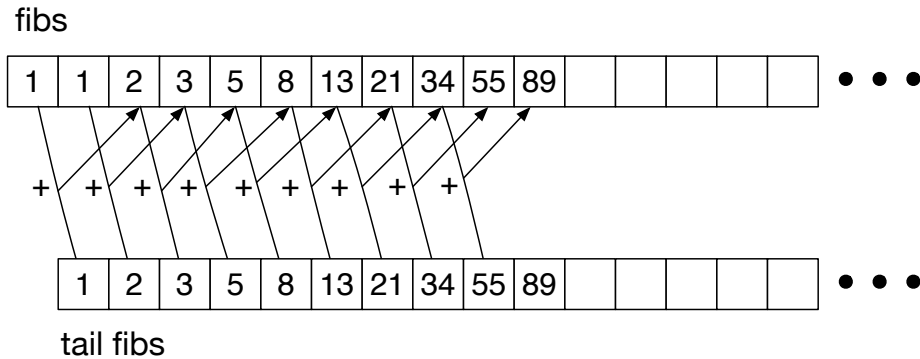 fibs
1 1 2 3 5 8 13 21 34 55 89
+ + + + + + + + +
1 2 3 5 8 13 21 34 55 89
tail fibs